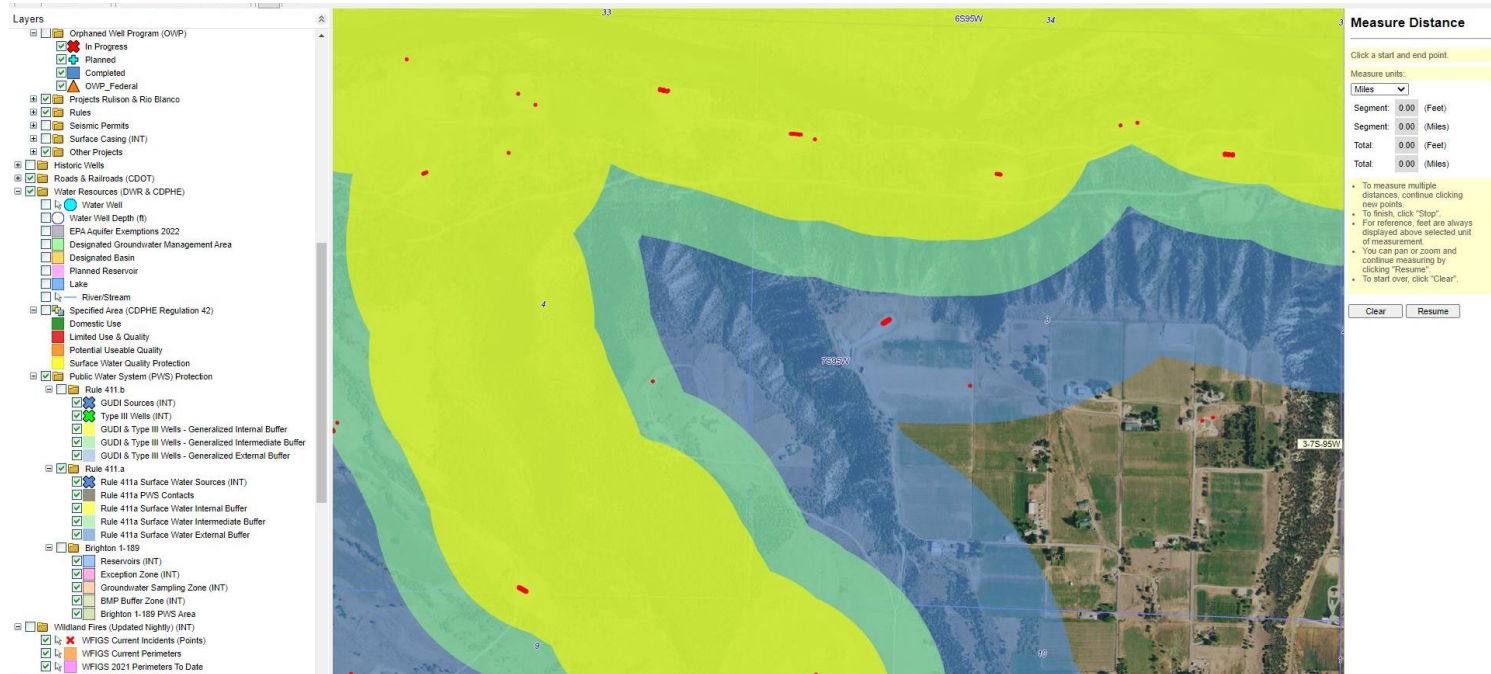 Layers
Orphaned Well Program (OWP)
In Progress
Planned
Completed
OWP_Federal
Projects Rulison & Rio Blanco
Rules
Seismic Permits
Surface Casing (INT)
Other Projects
Historic Wells
Roads & Railroads (CDOT)
Water Resources (DWR & CDPHE)
Water Well
Water Well Depth (ft)
EPA Aquifer Exemptions 2022
Designated Groundwater Management Area
Designated Basin
Planned Reservoir
Lake
River/Stream
Specified Area (CDPHE Regulation 42)
Domestic Use
Limited Use & Quality
Potential Useable Quality
Surface Water Quality Protection
Public Water System (PWS) Protection
Rule 411.b
GUDI Sources (INT)
Type III Wells (INT)
GUDI & Type III Wells - Generalized Internal Buffer
GUDI & Type III Wells - Generalized Intermediate Buffer
GUDI & Type III Wells - Generalized External Buffer
Rule 411.a
Rule 411a Surface Water Sources (INT)
Rule 411a PWS Contacts
Rule 411a Surface Water Internal Buffer
Rule 411a Surface Water Intermediate Buffer
Rule 411a Surface Water External Buffer
Brighton 1-189
Reservoirs (INT)
Exception Zone (INT)
Groundwater Sampling Zone (INT)
BMP Buffer Zone (INT)
Brighton 1-189 PWS Area
Wildland Fires (Updated Nightly) (INT)
WFIGS Current Incidents (Points)
WFIGS Current Perimeters
WFIGS 2021 Perimeters To Date
33
6S95W
34
4
3
7S95W
3-7S-95W
9
10
Measure Distance
Click a start and end point.
Measure units:
Miles
Segment: 0.00 (Feet)
Segment: 0.00 (Miles)
Total: 0.00 (Feet)
Total: 0.00 (Miles)
• To measure multiple
distances, continue clicking
new points.
• To finish, click "Stop".
• For reference, feet are always
displayed above selected unit
of measurement.
• You can pan or zoom and
continue measuring by
clicking "Resume".
• To start over, click "Clear".
Clear Resume